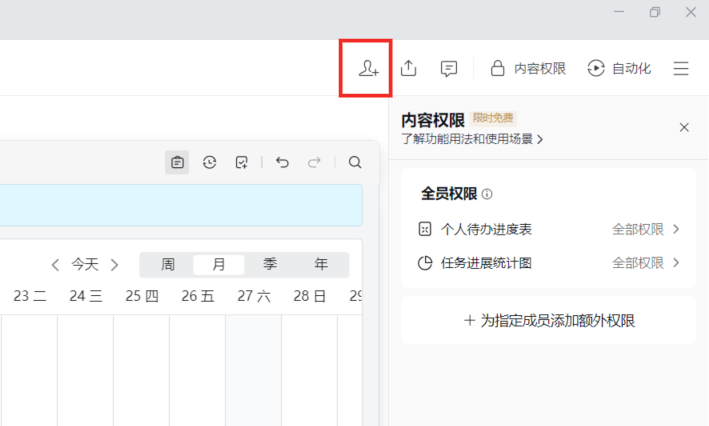 内容权限
自动化
内容权限 限时免费
了解功能用法和使用场景
全员权限
个人待办进度表 全部权限
任务进展统计图 全部权限
为指定成员添加额外权限
今天 周 月 季 年
23 二 24 三 25 四 26 五 27 六 28 日 29